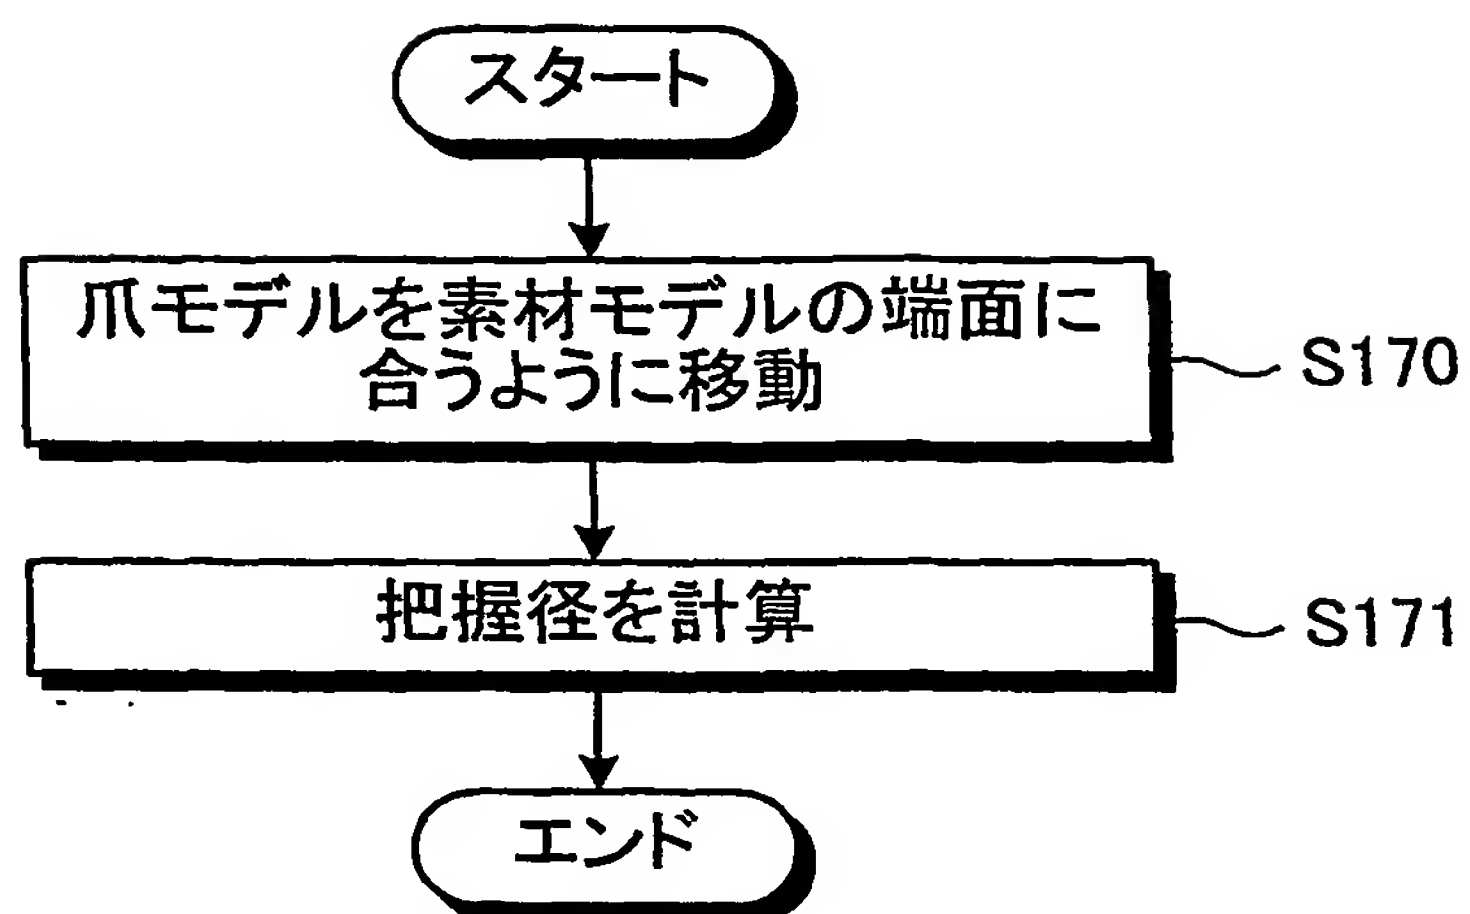 スタート
爪モデルを素材モデルの端面に
合うように移動
S170
把握径を計算
S171
エンド